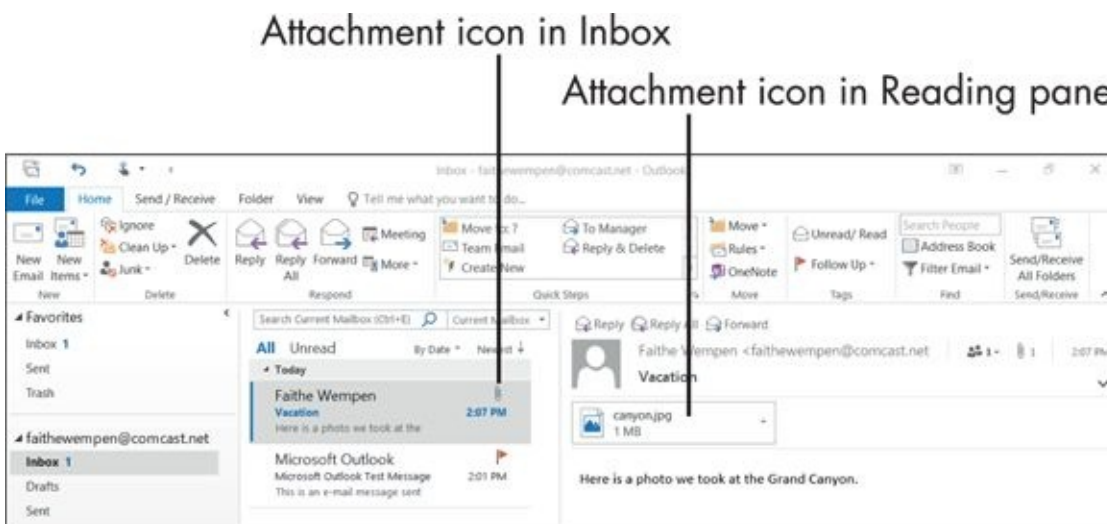 Attachment icon in Inbox
Attachment icon in Reading pane
Inbox - faithewempen@comcast.net - Outlook
File Home Send / Receive Folder View Tell me what you want to do...
New Email
New Items
Ignore
Clean Up
Junk
Delete
Reply
Reply All
Forward
Meeting
More
Move to: ?
Team Email
Create New
To Manager
Reply & Delete
Move
Rules
OneNote
Unread/ Read
Follow Up
Search People
Address Book
Filter Email
Send/Receive All Folders
New Delete Respond Quick Steps Move Tags Find Send/Receive
Favorites
Inbox 1
Sent
Trash
faithewempen@comcast.net
Inbox 1
Drafts
Sent
Search Current Mailbox (Ctrl+E) Current Mailbox
All Unread By Date Newest
Today
Faithe Wempen
Vacation 2:07 PM
Here is a photo we took at the
Microsoft Outlook
Microsoft Outlook Test Message 2:01 PM
This is an e-mail message sent
Reply Reply All Forward
Faithe Wempen <faithewempen@comcast.net 1 1 2:07 PM
Vacation
canyon.jpg
1 MB
Here is a photo we took at the Grand Canyon.